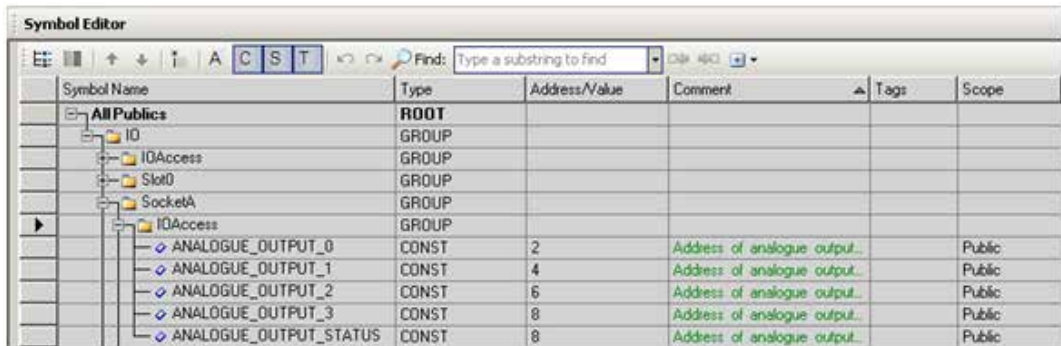 Symbol Editor
A C S T Find: Type a substring to find
Symbol Name Type Address/Value Comment Tags Scope
All Publics ROOT
IO GROUP
IOAccess GROUP
Slot0 GROUP
SocketA GROUP
IOAccess GROUP
ANALOGUE_OUTPUT_0 CONST 2 Address of analogue output... Public
ANALOGUE_OUTPUT_1 CONST 4 Address of analogue output... Public
ANALOGUE_OUTPUT_2 CONST 6 Address of analogue output... Public
ANALOGUE_OUTPUT_3 CONST 8 Address of analogue output... Public
ANALOGUE_OUTPUT_STATUS CONST 8 Address of analogue output... Public